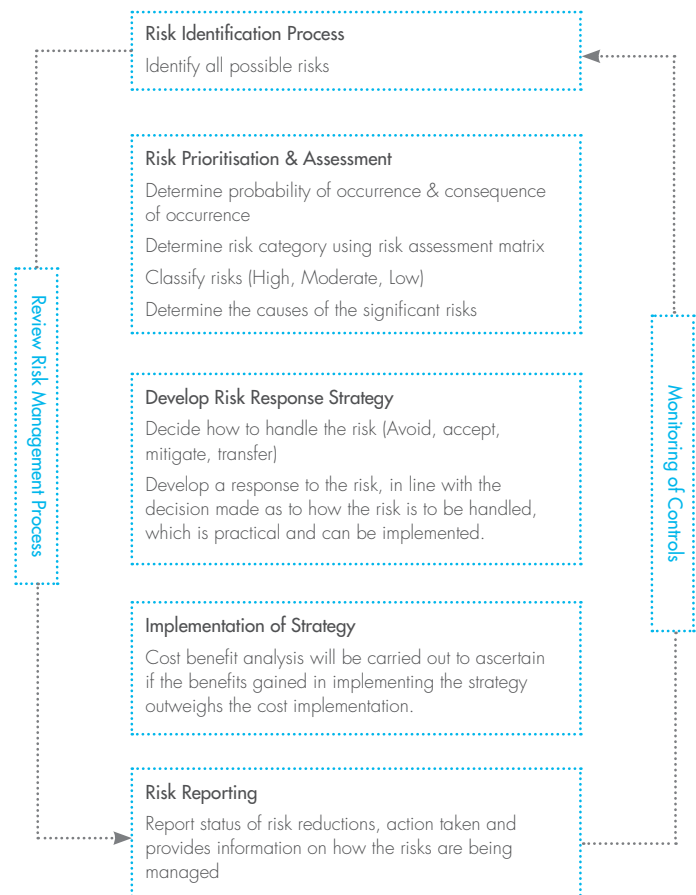 Risk Identification Process
Identify all possible risks
Risk Prioritisation & Assessment
Determine probability of occurrence & consequence
of occurrence
Determine risk category using risk assessment matrix
Classify risks (High, Moderate, Low)
Determine the causes of the significant risks
Review Risk Management Process
Monitoring of Controls
Develop Risk Response Strategy
Decide how to handle the risk (Avoid, accept,
mitigate, transfer)
Develop a response to the risk, in line with the
decision made as to how the risk is to be handled,
which is practical and can be implemented.
Implementation of Strategy
Cost benefit analysis will be carried out to ascertain
if the benefits gained in implementing the strategy
outweighs the cost implementation.
Risk Reporting
Report status of risk reductions, action taken and
provides information on how the risks are being
managed